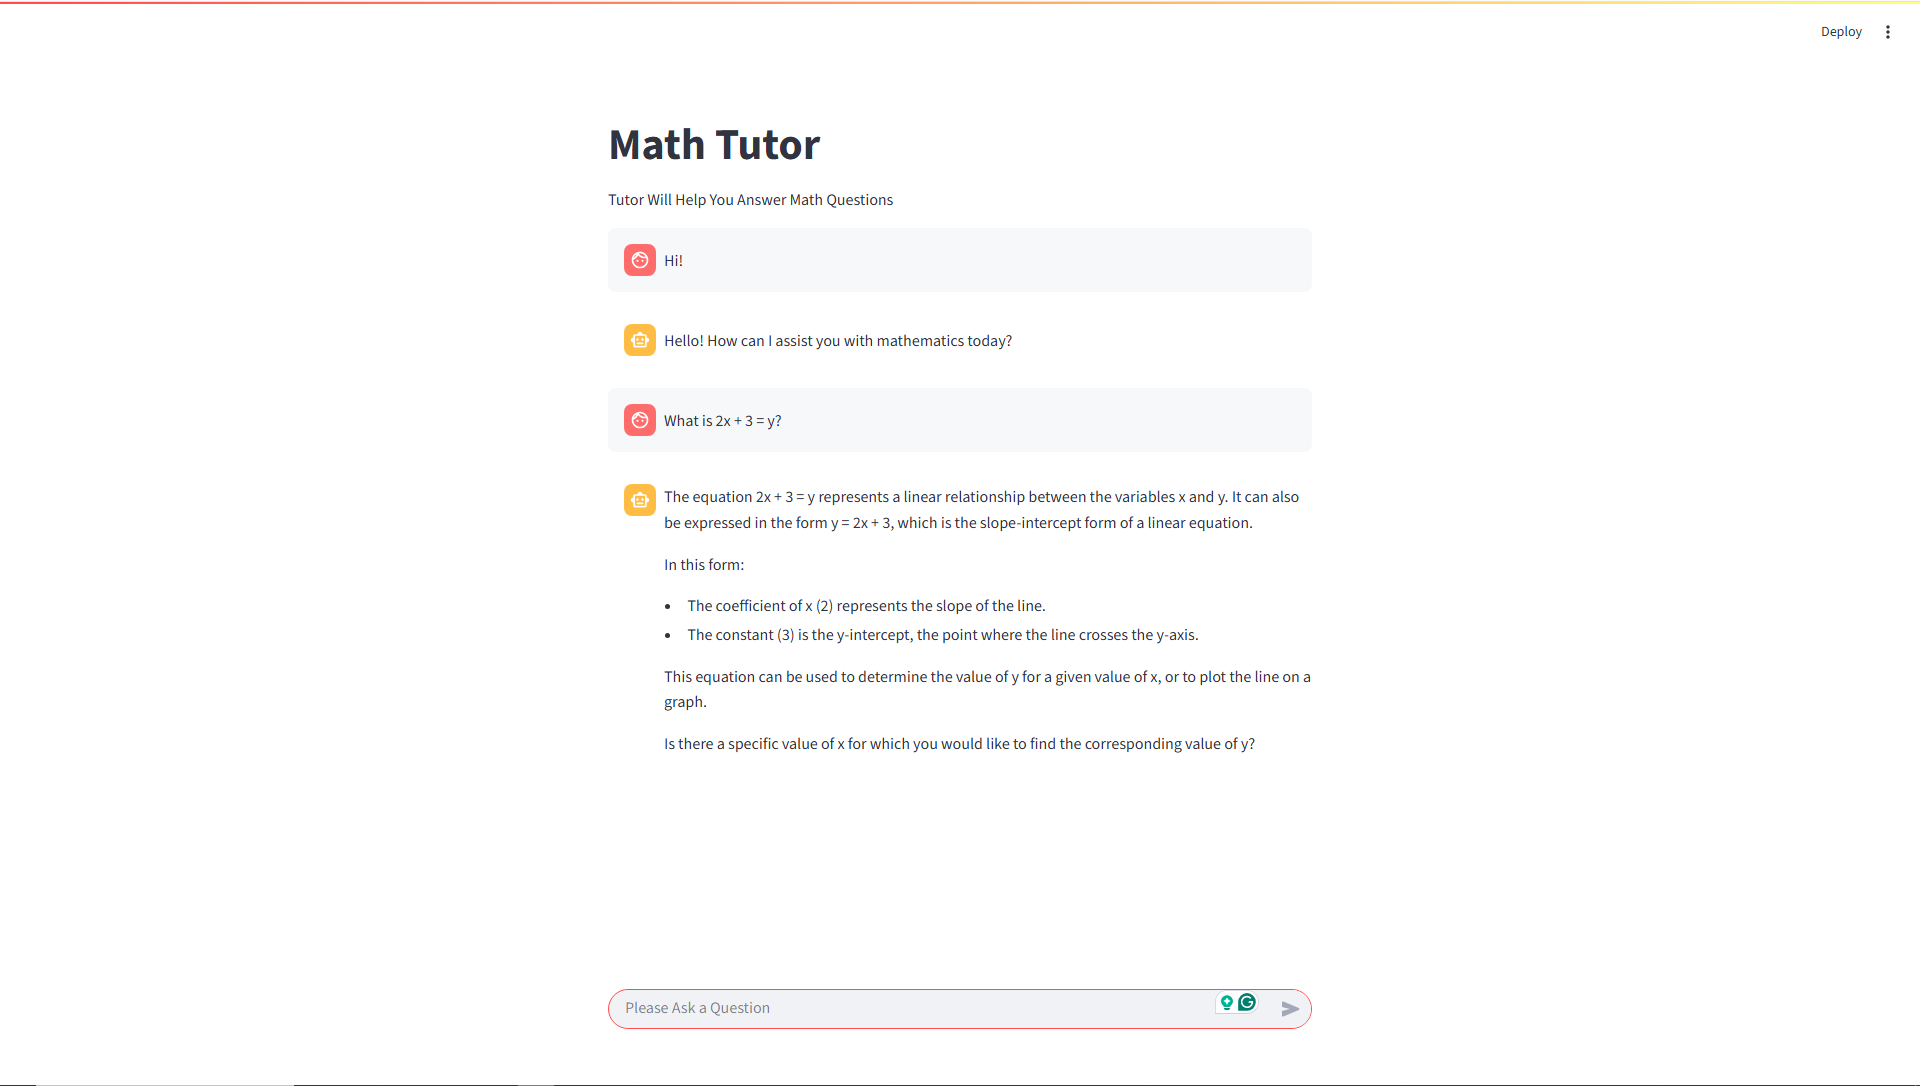 Deploy
Math Tutor
Tutor Will Help You Answer Math Questions
Hi!
Hello! How can I assist you with mathematics today?
What is 2x + 3 = y?
The equation 2x + 3 = y represents a linear relationship between the variables x and y. It can also
be expressed in the form y = 2x + 3, which is the slope-intercept form of a linear equation.
In this form:
• The coefficient of x (2) represents the slope of the line.
• The constant (3) is the y-intercept, the point where the line crosses the y-axis.
This equation can be used to determine the value of y for a given value of x, or to plot the line on a
graph.
Is there a specific value of x for which you would like to find the corresponding value of y?
Please Ask a Question